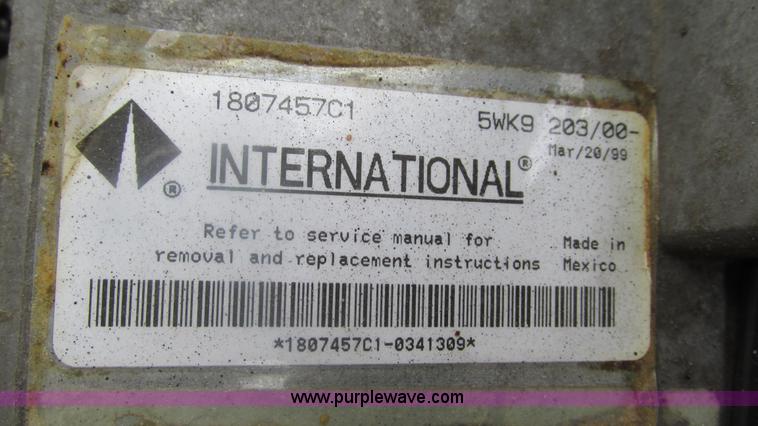 1807457C1
5WK9 203/00-
Mar/20/99
INTERNATIONAL®
®
Refer to service manual for
removal and replacement instructions
Made in
Mexico
*1807457C1-0341309*
www.purplewave.com